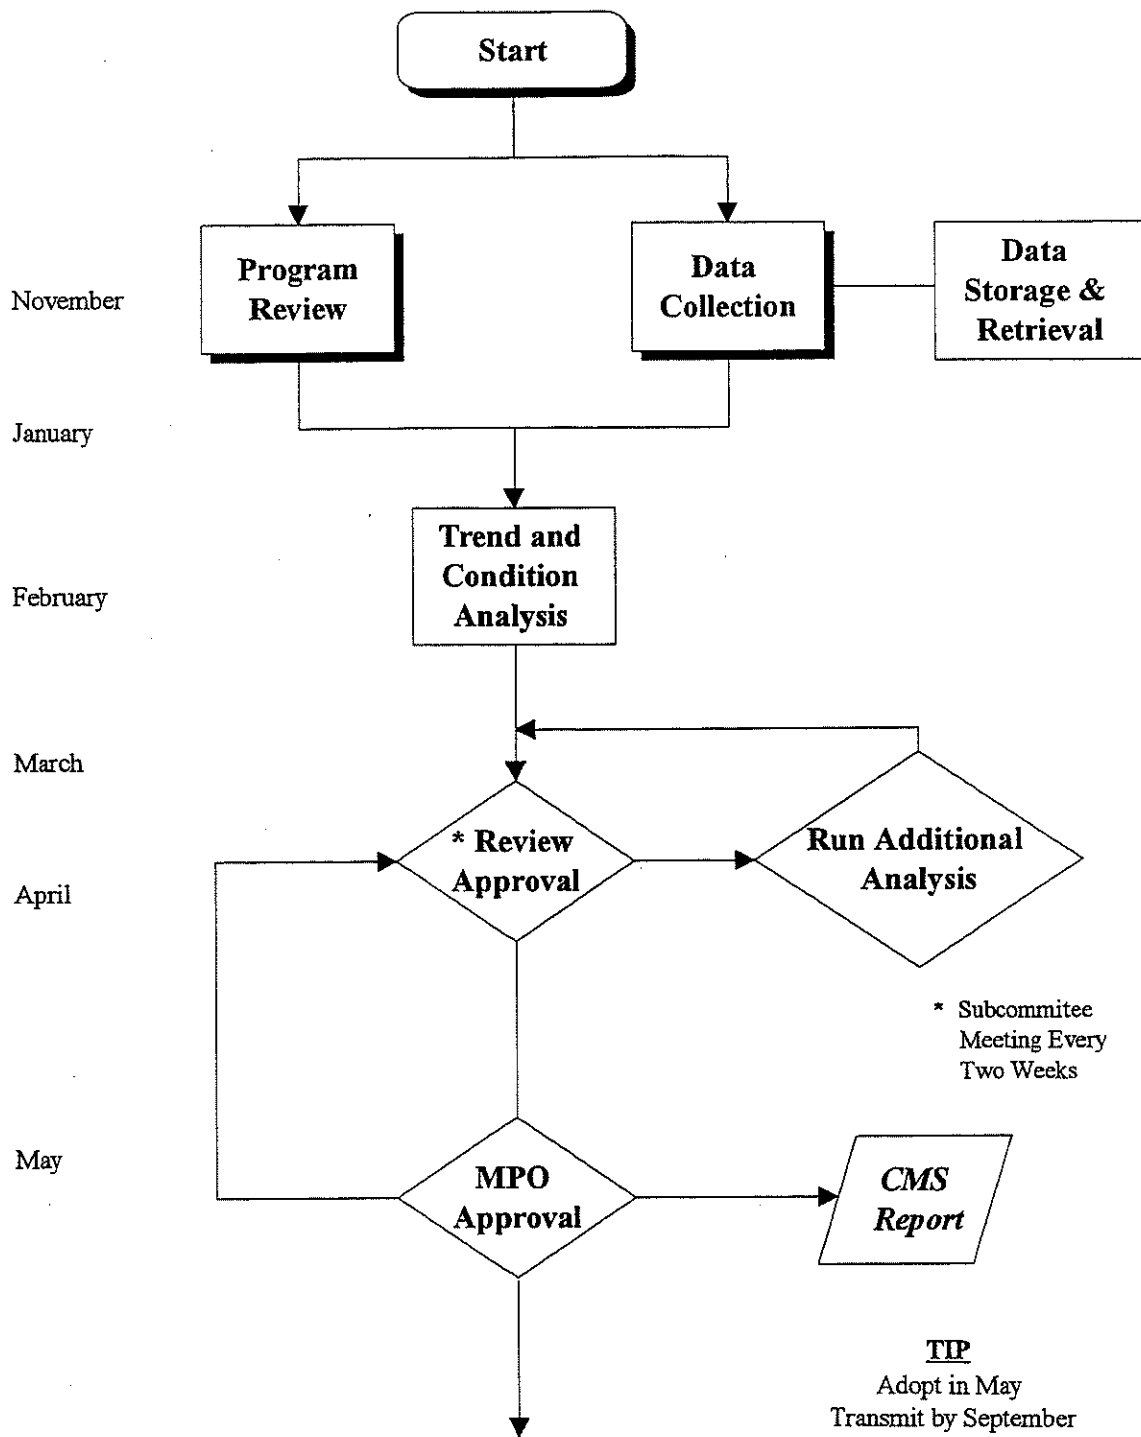 Start
Program
Review
Data
Collection
Data
Storage &
Retrieval
November
January
Trend and
Condition
Analysis
February
March
* Review
Approval
Run Additional
Analysis
April
* Subcommitee
Meeting Every
Two Weeks
May
MPO
Approval
CMS
Report
TIP
Adopt in May
Transmit by September